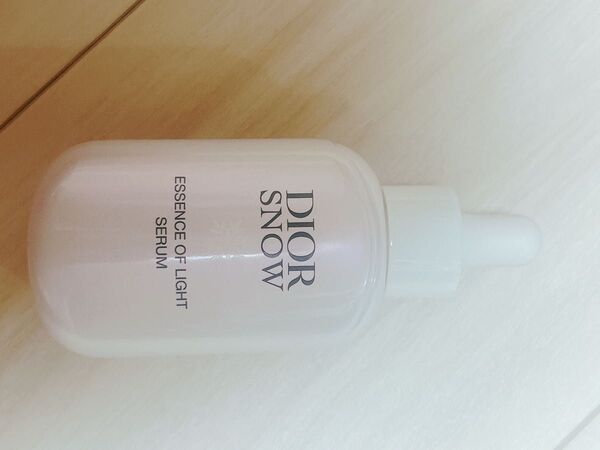 DIOR
SNOW
ESSENCE OF LIGHT
SERUM